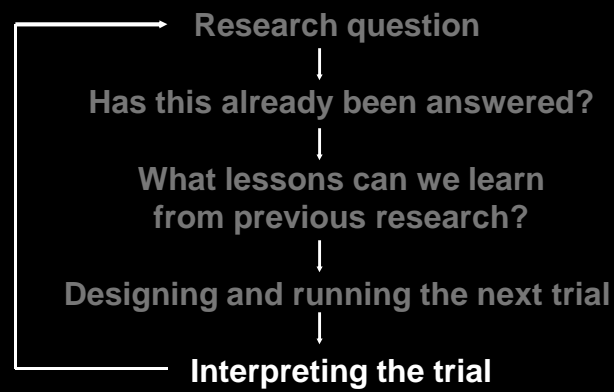 Research question
Has this already been answered?
What lessons can we learn
from previous research?
Designing and running the next trial
Interpreting the trial